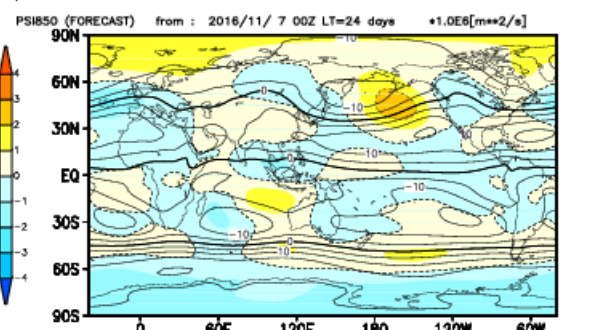 PSI850 (FORECAST) from : 2016/11/ 7 00Z LT=24 days *1.0E6[m**2/s]
90N
-10
4
60N
0
3
-10
2
30N
10
1
0
-10
0
EQ
-10
-1
-2
30S
-10
0
-3
10
-4
60S
90S
0 60E 120E 180 120W 60W